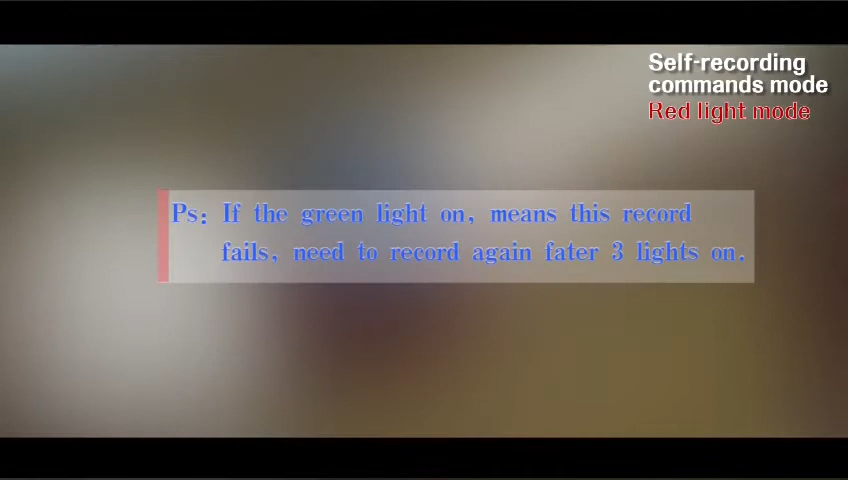 Self-recording
commands mode
Red light mode
Ps: If the green light on, means this record
fails, need to record again fater 3 lights on.